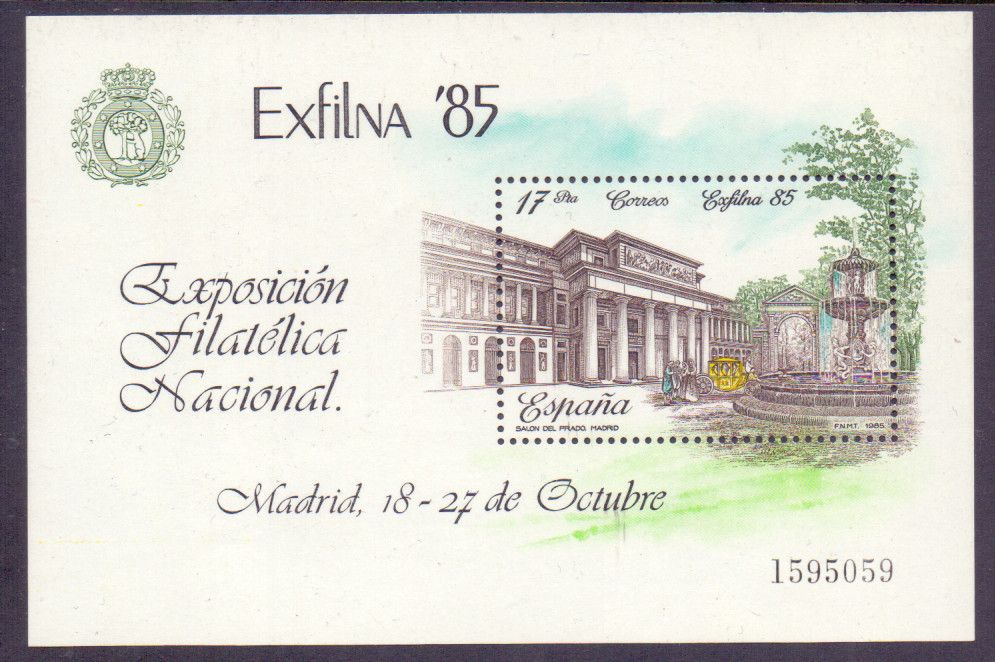 Exfilna '85
17 Pta Correos Exfilna 85
Exposición
Filatélica
Nacional.
España
SALON DEL PRADO. MADRID
F.N.M.T. 1985
Madrid, 18 - 27 de Octubre
1595059